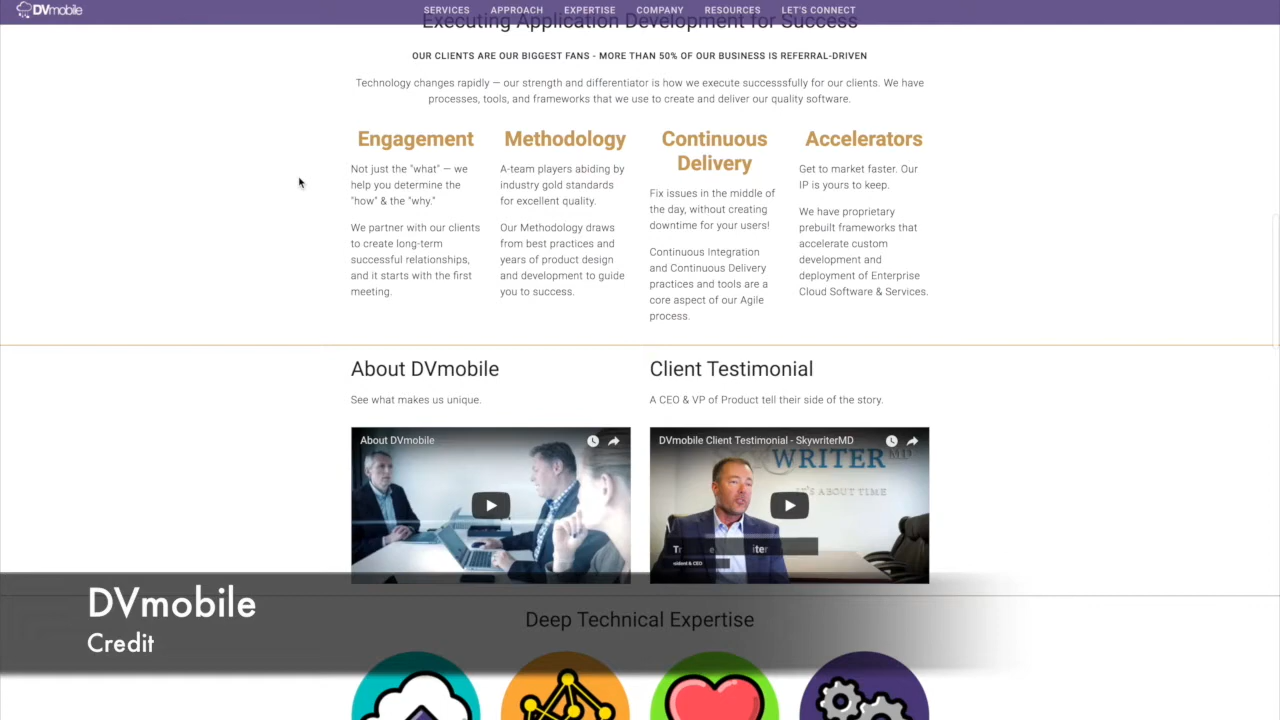 DVmobile
SERVICES APPROACH EXPERTISE COMPANY RESOURCES LET'S CONNECT
Executing Application Development for Success
OUR CLIENTS ARE OUR BIGGEST FANS - MORE THAN 50% OF OUR BUSINESS IS REFERRAL-DRIVEN
Technology changes rapidly — our strength and differentiator is how we execute successsfully for our clients. We have
processes, tools, and frameworks that we use to create and deliver our quality software.
Engagement
Not just the "what" — we
help you determine the
"how" & the "why."
We partner with our clients
to create long-term
successful relationships,
and it starts with the first
meeting.
Methodology
A-team players abiding by
industry gold standards
for excellent quality.
Our Methodology draws
from best practices and
years of product design
and development to guide
you to success.
Continuous
Delivery
Fix issues in the middle of
the day, without creating
downtime for your users!
Continuous Integration
and Continuous Delivery
practices and tools are a
core aspect of our Agile
process.
Accelerators
Get to market faster. Our
IP is yours to keep.
We have proprietary
prebuilt frameworks that
accelerate custom
development and
deployment of Enterprise
Cloud Software & Services.
About DVmobile
See what makes us unique.
About DVmobile
Client Testimonial
A CEO & VP of Product tell their side of the story.
DVmobile Client Testimonial - SkywriterMD
WRITER MD
IT'S ABOUT TIME
DVmobile
Credit
Deep Technical Expertise